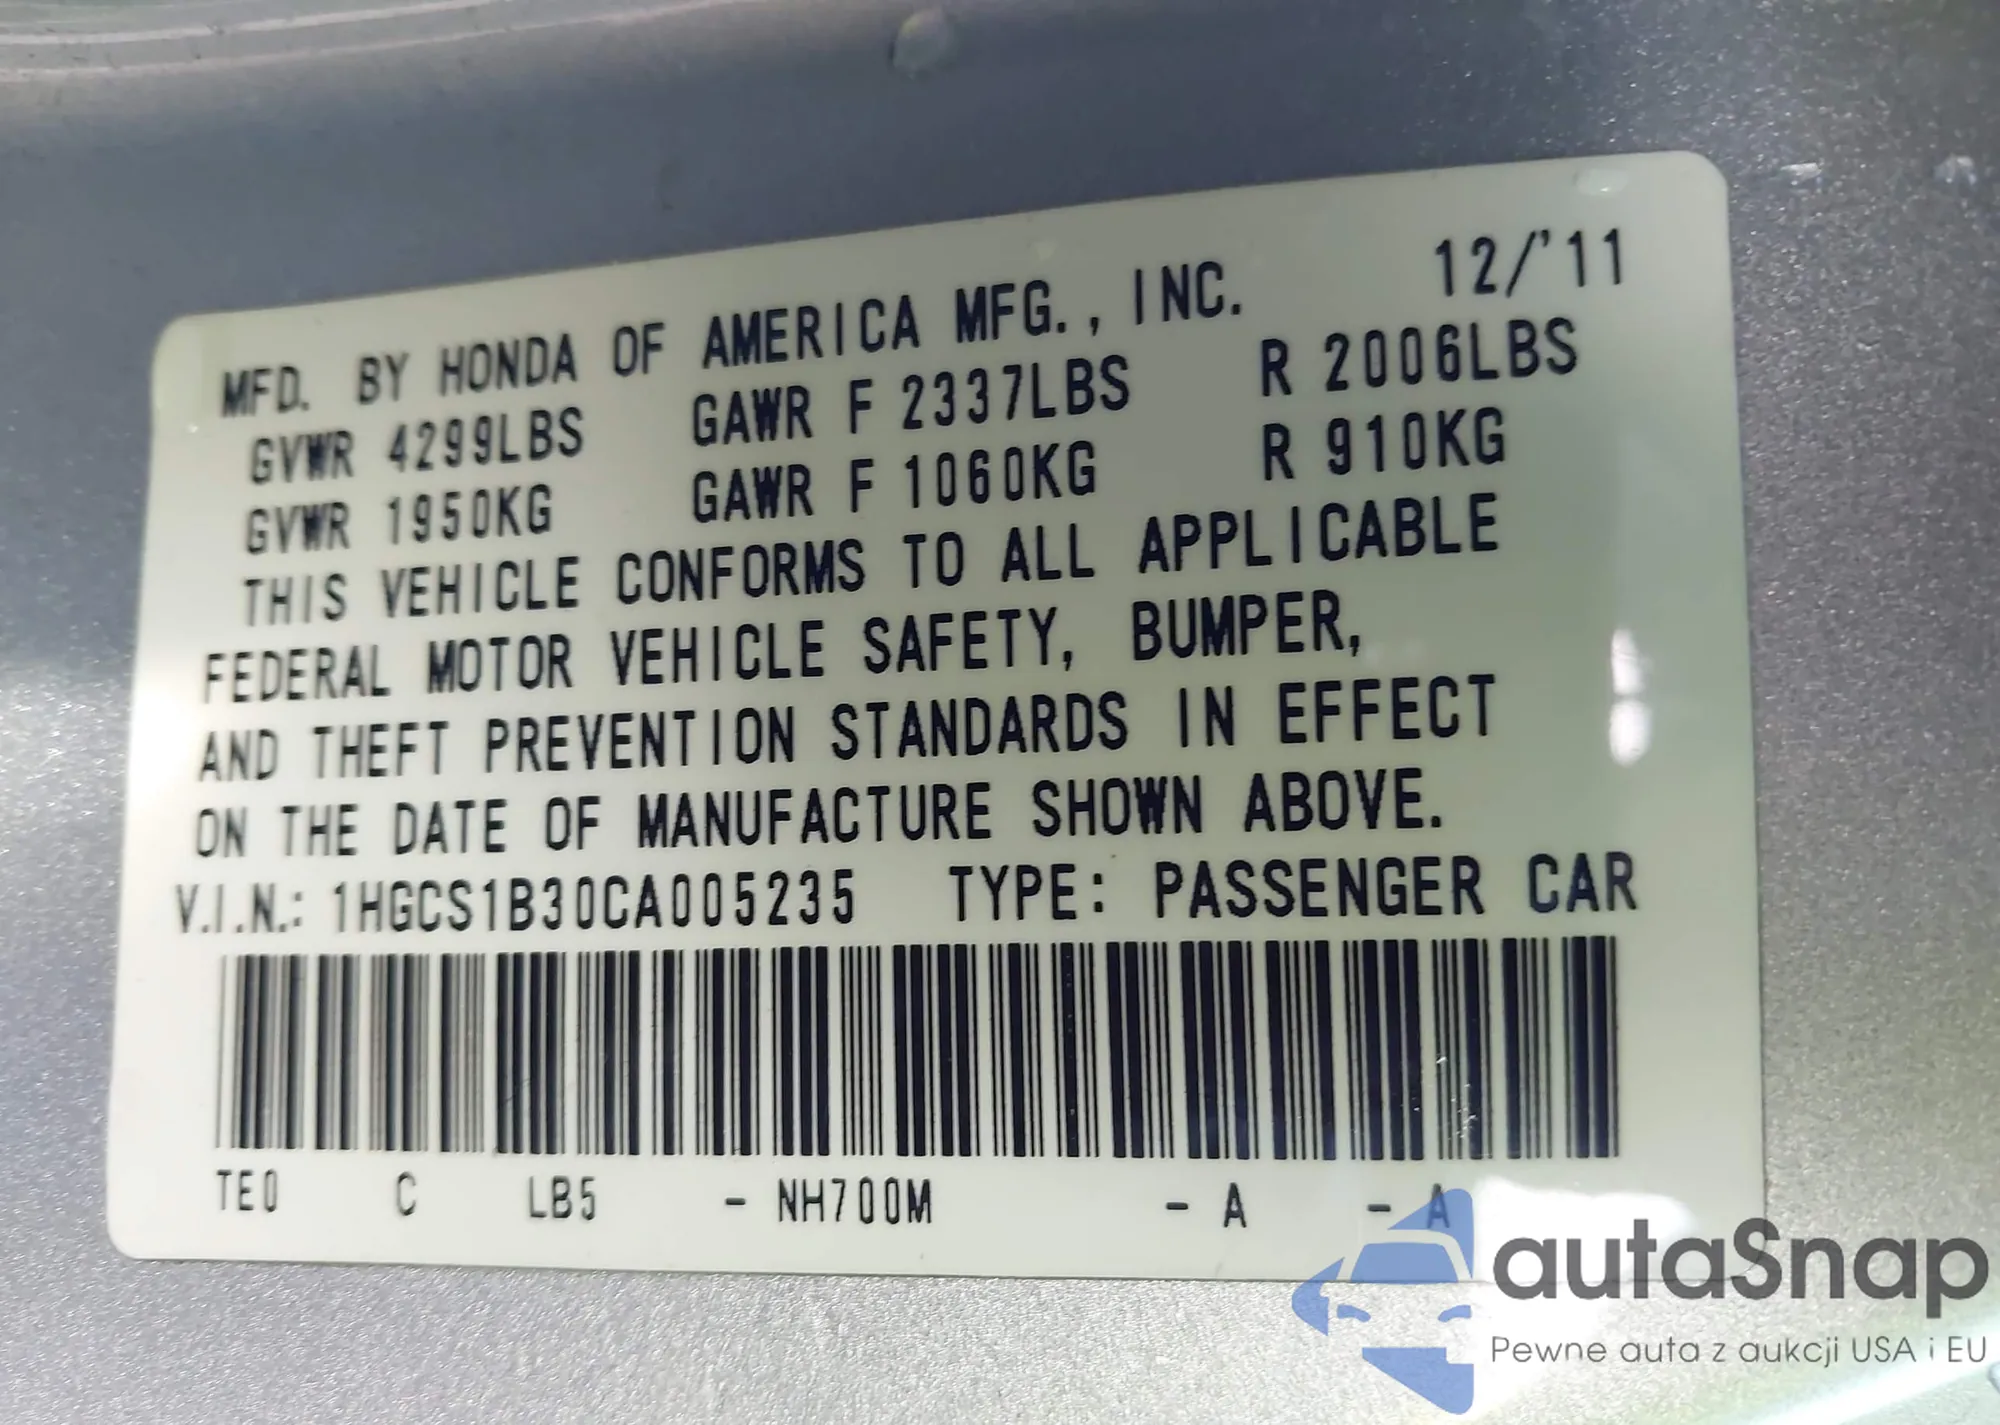 MFD. BY HONDA OF AMERICA MFG., INC. 12/'11
GVWR 4299LBS GAWR F 2337LBS R 2006LBS
GVWR 1950KG GAWR F 1060KG R 910KG
THIS VEHICLE CONFORMS TO ALL APPLICABLE
FEDERAL MOTOR VEHICLE SAFETY, BUMPER,
AND THEFT PREVENTION STANDARDS IN EFFECT
ON THE DATE OF MANUFACTURE SHOWN ABOVE.
V.I.N.: 1HGCS1B30CA005235 TYPE: PASSENGER CAR
TE0 C LB5 - NH700M - A - A
autaSnap
Pewne auta z aukcji USA i EU